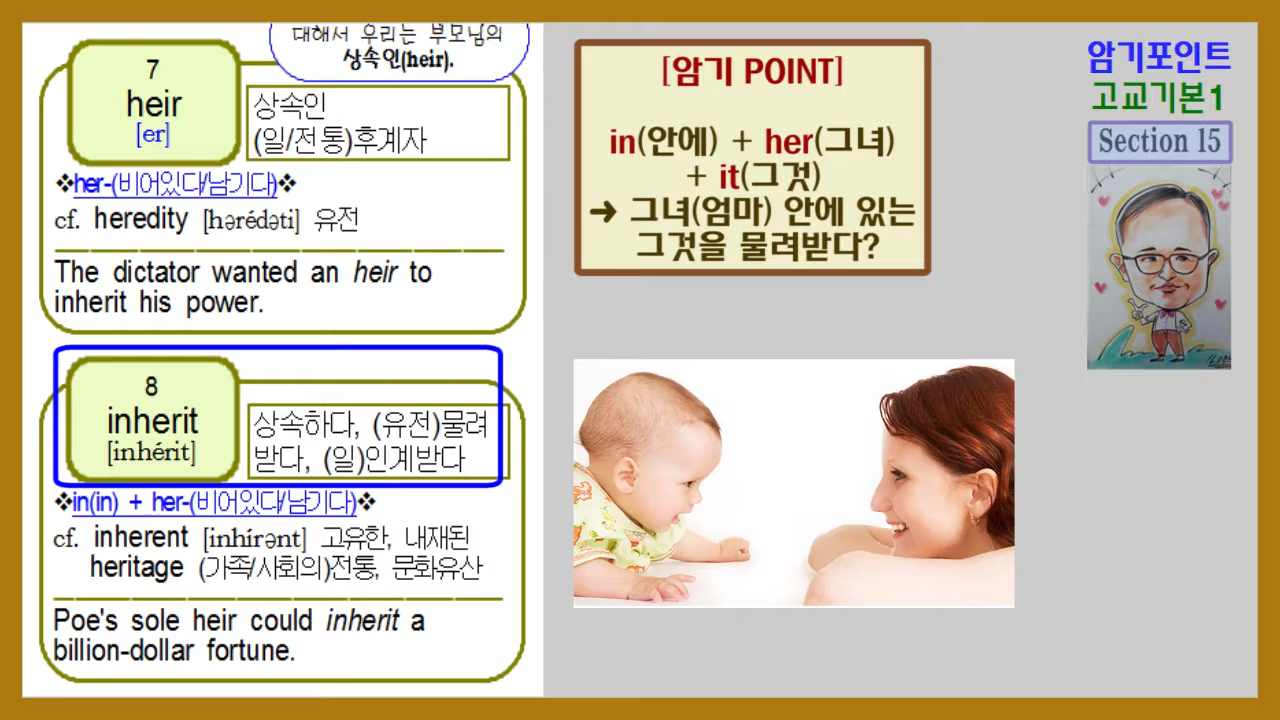 대해서 우리는 부모님의
상속인(heir).
7
heir
[er]
상속인
(일/전통)후계자
❖her-(비어있다/남기다)❖
cf. heredity [hərédəti] 유전
The dictator wanted an heir to
inherit his power.
8
inherit
[inhérit]
상속하다, (유전)물려
받다, (일)인계받다
❖in(in) + her-(비어있다/남기다)❖
cf. inherent [inhírənt] 고유한, 내재된
heritage (가족/사회의)전통, 문화유산
Poe's sole heir could inherit a
billion-dollar fortune.
[암기 POINT]
in(안에) + her(그녀)
+ it(그것)
➜ 그녀(엄마) 안에 있는
그것을 물려받다?
암기포인트
고교기본1
Section 15